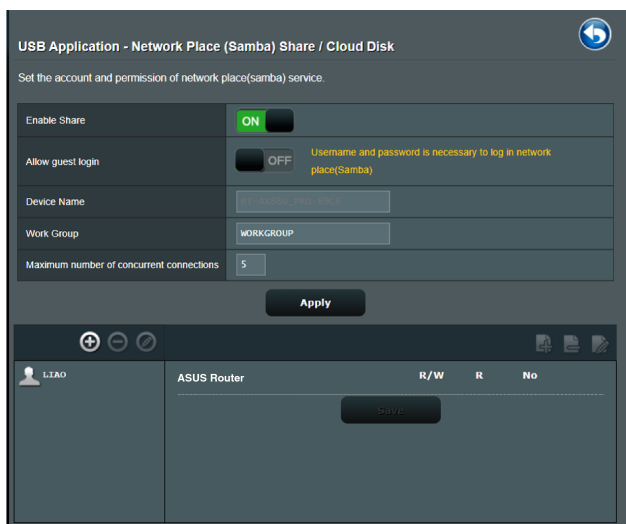 USB Application - Network Place (Samba) Share / Cloud Disk
Set the account and permission of network place(samba) service.
Enable Share
ON
Allow guest login
OFF
Username and password is necessary to log in network
place(Samba)
Device Name
Work Group
WORKGROUP
Maximum number of concurrent connections
5
Apply
LIAO
ASUS Router
R/W
R
No
Save